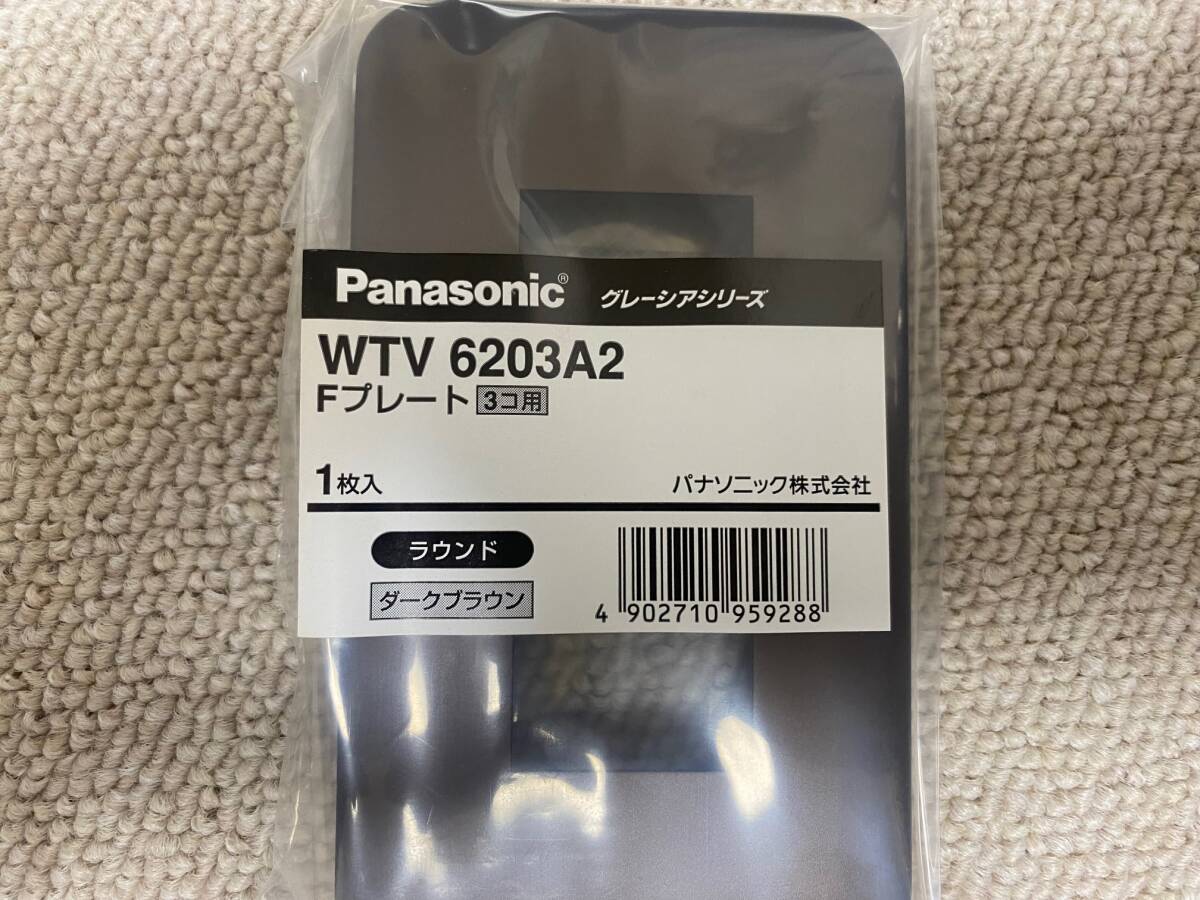 Panasonic® グレーシアシリーズ
WTV 6203A2
Fプレート 3コ用
1枚入 パナソニック株式会社
ラウンド
ダークブラウン
4 902710 959288